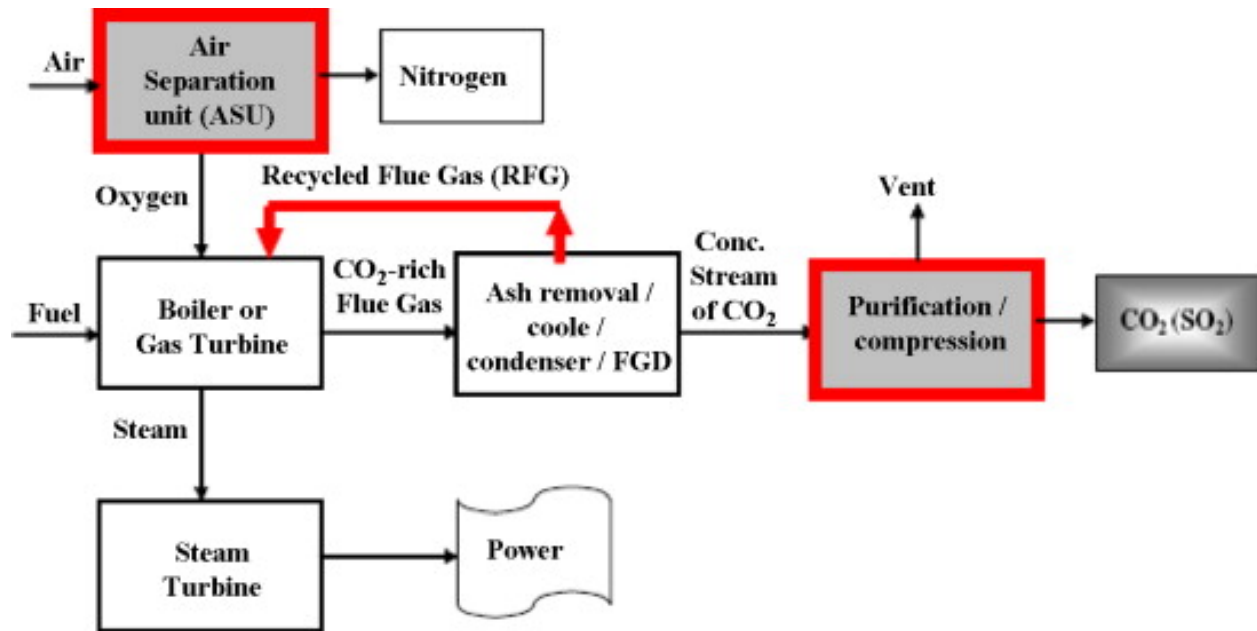 Air
Air
Separation
unit (ASU)
Nitrogen
Oxygen
Recycled Flue Gas (RFG)
Vent
Fuel
Boiler or
Gas Turbine
CO₂-rich
Flue Gas
Ash removal /
coole /
condenser / FGD
Conc.
Stream
of CO₂
Purification /
compression
CO₂ (SO₂)
Steam
Steam
Turbine
Power